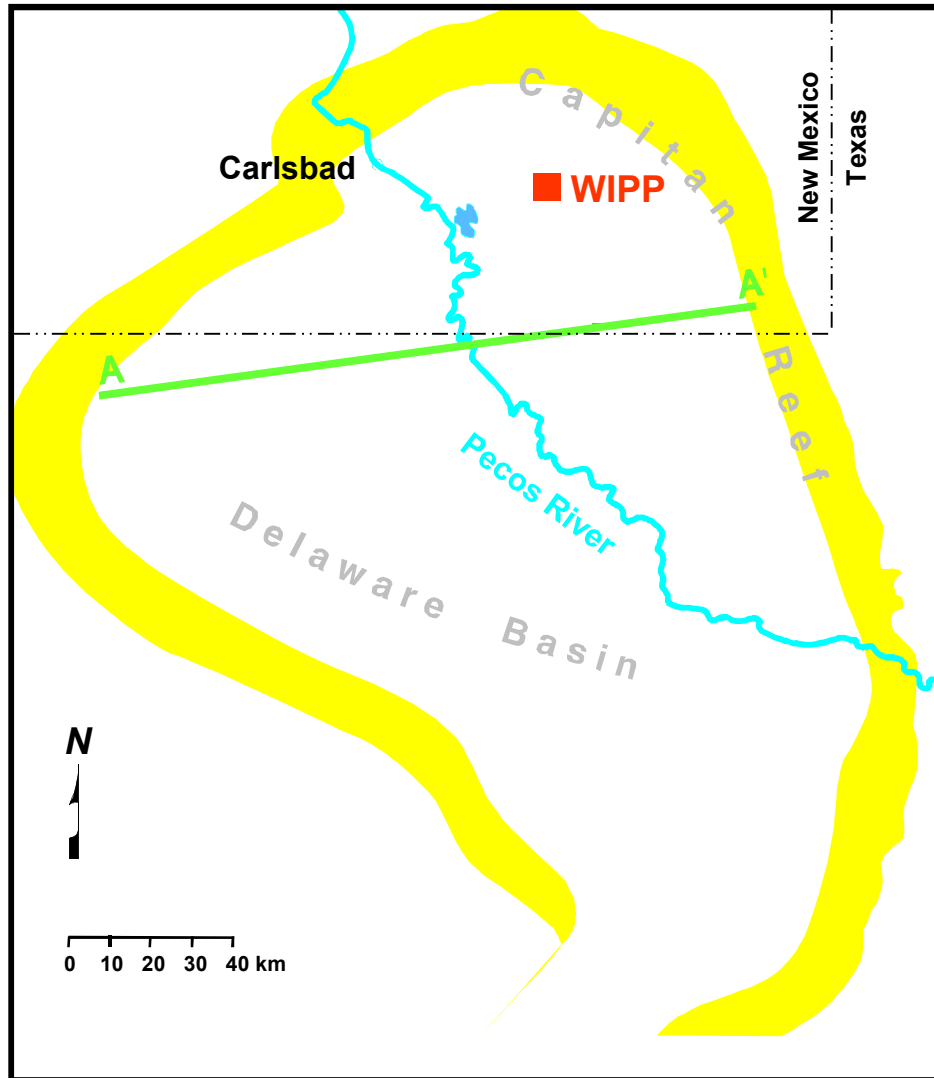 Capitan Reef
New Mexico
Texas
Carlsbad
WIPP
A'
A
Pecos River
Delaware Basin
N
0 10 20 30 40 km